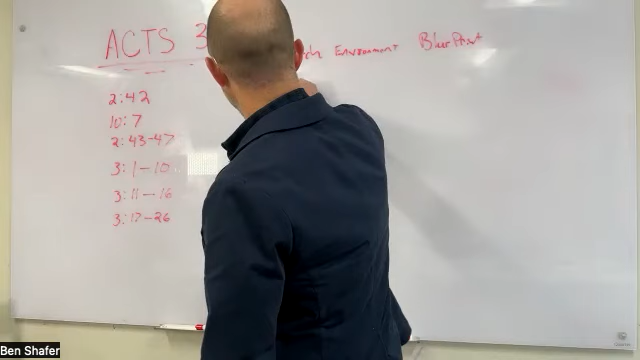 ACTS 3
Environment Blueprint
2:42
10:7
2:43-47
3:1-10
3:11-16
3:17-26
Ben Shafer